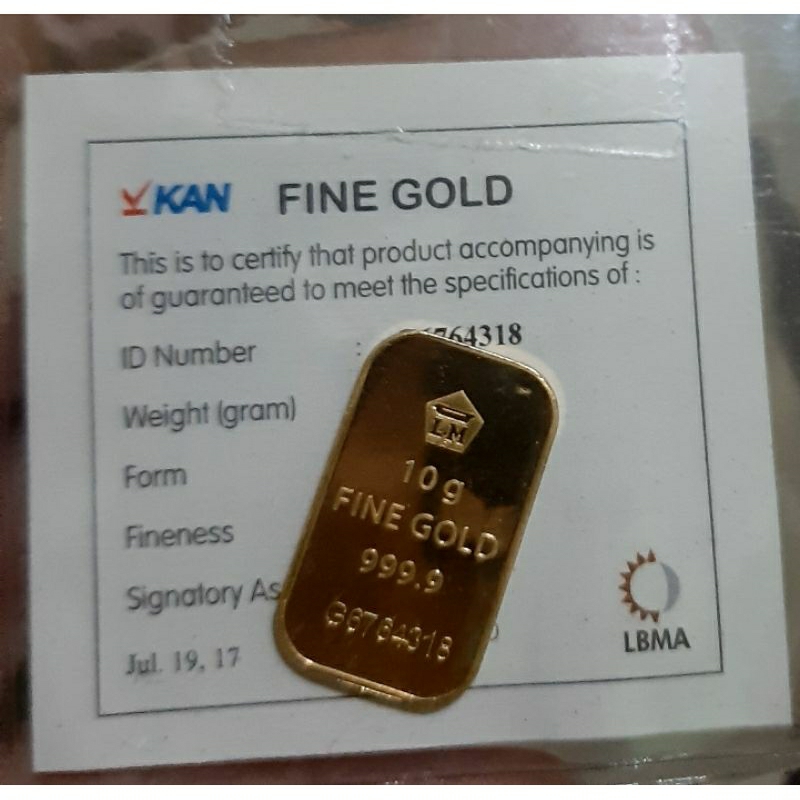 KAN FINE GOLD
This is to certify that product accompanying is
of guaranteed to meet the specifications of :
ID Number : 764318
Weight (gram)
Form
Fineness
Signatory As
Jul. 19, 17
LBMA
LM
10 g
FINE GOLD
999.9
G6764318